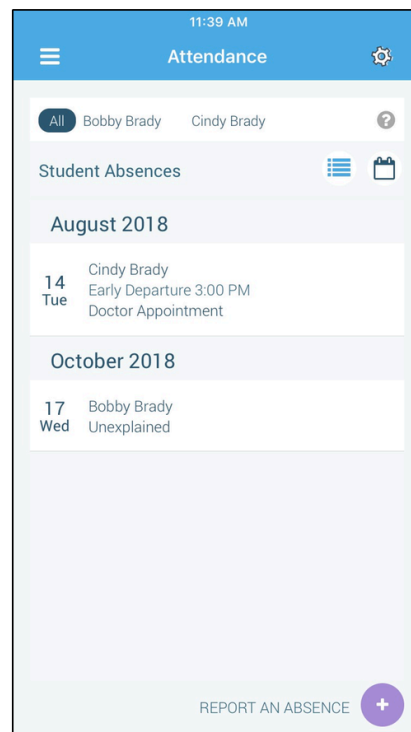 11:39 AM
Attendance
All Bobby Brady Cindy Brady ?
Student Absences
August 2018
14
Tue
Cindy Brady
Early Departure 3:00 PM
Doctor Appointment
October 2018
17
Wed
Bobby Brady
Unexplained
REPORT AN ABSENCE +